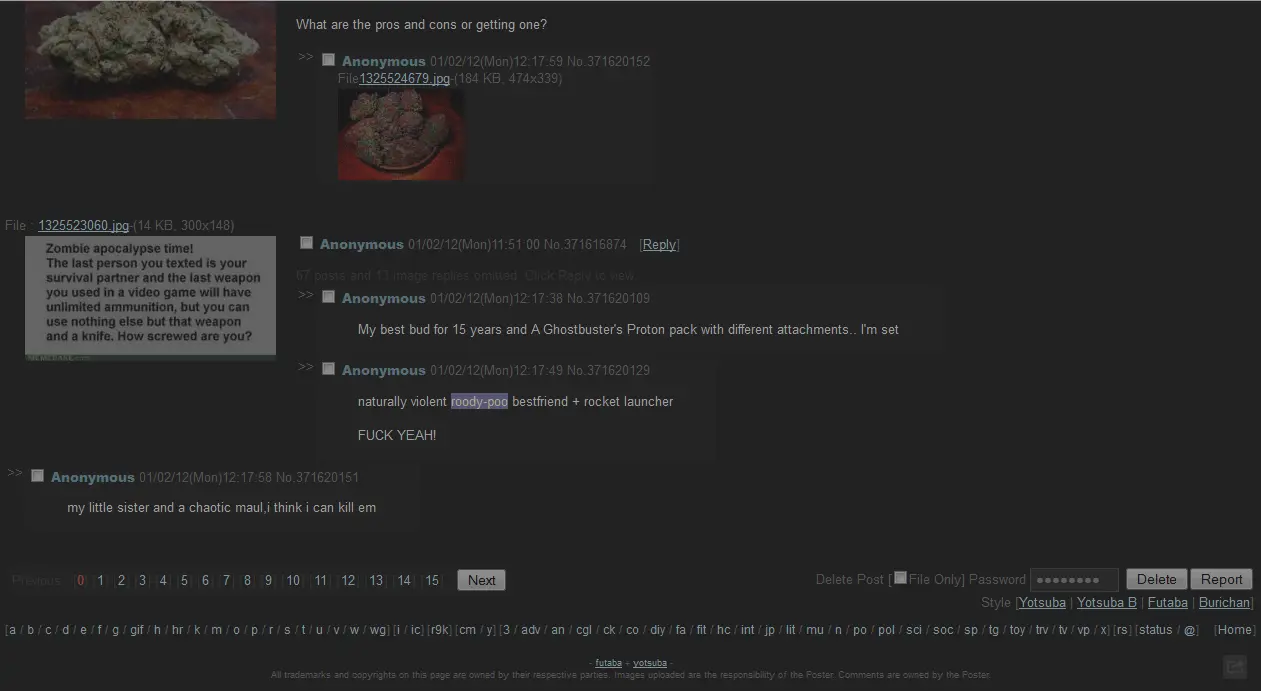 What are the pros and cons or getting one?
>> Anonymous 01/02/12(Mon)12:17:59 No.371620152
File1325524679.jpg-(184 KB, 474x339)
File : 1325523060.jpg-(14 KB, 300x148)
Zombie apocalypse time!
The last person you texted is your
survival partner and the last weapon
you used in a video game will have
unlimited ammunition, but you can
use nothing else but that weapon
and a knife. How screwed are you?
Anonymous 01/02/12(Mon)11:51:00 No.371616874 [Reply]
67 posts and 11 image replies omitted. Click Reply to view.
>> Anonymous 01/02/12(Mon)12:17:38 No.371620109
My best bud for 15 years and A Ghostbuster's Proton pack with different attachments.. I'm set
>> Anonymous 01/02/12(Mon)12:17:49 No.371620129
naturally violent roody-poo bestfriend + rocket launcher
FUCK YEAH!
>> Anonymous 01/02/12(Mon)12:17:58 No.371620151
my little sister and a chaotic maul,i think i can kill em
Previous [0] [1] [2] [3] [4] [5] [6] [7] [8] [9] [10] [11] [12] [13] [14] [15] Next
Delete Post [File Only] Password ●●●●●●●● Delete Report
Style [Yotsuba | Yotsuba B | Futaba | Burichan]
[a / b / c / d / e / f / g / gif / h / hr / k / m / o / p / r / s / t / u / v / w / wg] [i / ic] [r9k] [cm / y] [3 / adv / an / cgl / ck / co / diy / fa / fit / hc / int / jp / lit / mu / n / po / pol / sci / soc / sp / tg / toy / trv / tv / vp / x] [rs] [status / @] [Home]
- futaba + yotsuba -
All trademarks and copyrights on this page are owned by their respective parties. Images uploaded are the responsibility of the Poster. Comments are owned by the Poster.